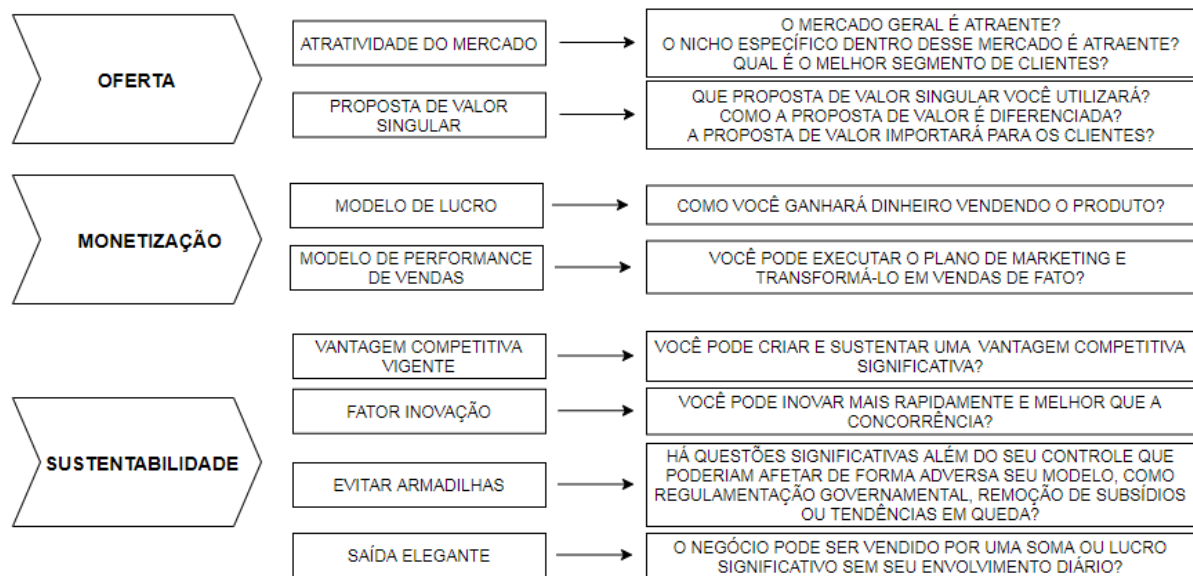 OFERTA
ATRATIVIDADE DO MERCADO
O MERCADO GERAL É ATRAENTE?
O NICHO ESPECÍFICO DENTRO DESSE MERCADO É ATRAENTE?
QUAL É O MELHOR SEGMENTO DE CLIENTES?
PROPOSTA DE VALOR
SINGULAR
QUE PROPOSTA DE VALOR SINGULAR VOCÊ UTILIZARÁ?
COMO A PROPOSTA DE VALOR É DIFERENCIADA?
A PROPOSTA DE VALOR IMPORTARÁ PARA OS CLIENTES?
MONETIZAÇÃO
MODELO DE LUCRO
COMO VOCÊ GANHARÁ DINHEIRO VENDENDO O PRODUTO?
MODELO DE PERFORMANCE
DE VENDAS
VOCÊ PODE EXECUTAR O PLANO DE MARKETING E
TRANSFORMÁ-LO EM VENDAS DE FATO?
SUSTENTABILIDADE
VANTAGEM COMPETITIVA
VIGENTE
VOCÊ PODE CRIAR E SUSTENTAR UMA VANTAGEM COMPETITIVA
SIGNIFICATIVA?
FATOR INOVAÇÃO
VOCÊ PODE INOVAR MAIS RAPIDAMENTE E MELHOR QUE A
CONCORRÊNCIA?
EVITAR ARMADILHAS
HÁ QUESTÕES SIGNIFICATIVAS ALÉM DO SEU CONTROLE QUE
PODERIAM AFETAR DE FORMA ADVERSA SEU MODELO, COMO
REGULAMENTAÇÃO GOVERNAMENTAL, REMOÇÃO DE SUBSÍDIOS
OU TENDÊNCIAS EM QUEDA?
SAÍDA ELEGANTE
O NEGÓCIO PODE SER VENDIDO POR UMA SOMA OU LUCRO
SIGNIFICATIVO SEM SEU ENVOLVIMENTO DIÁRIO?